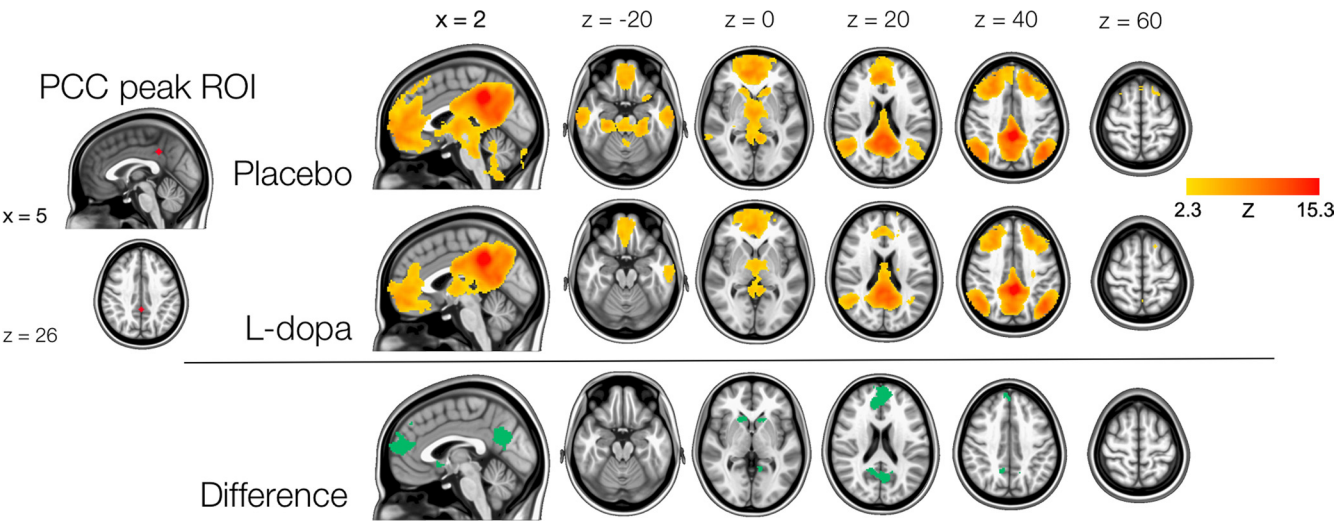 x = 2 z = -20 z = 0 z = 20 z = 40 z = 60
PCC peak ROI
Placebo
2.3 z 15.3
x = 5
z = 26
L-dopa
Difference